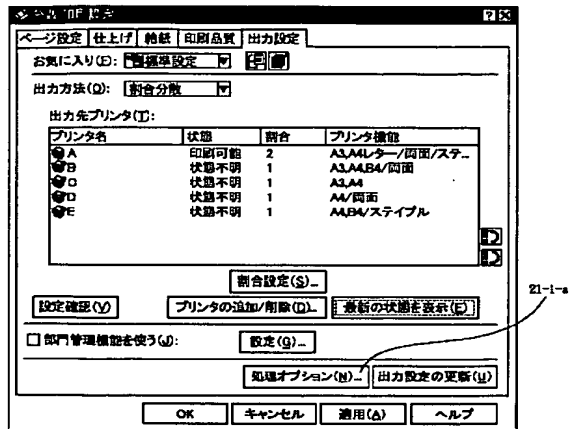 ページ設定 仕上げ 給紙 印刷品質 出力設定
お気に入り(F): 標準設定
出力方法(O): 割合分散
出力先プリンタ(T):
プリンタ名 状態 割合 プリンタ機能
A 印刷可能 2 A3,A4レター/両面/ステ...
B 状態不明 1 A3,A4,B4/両面
C 状態不明 1 A3,A4
D 状態不明 1 A4/両面
E 状態不明 1 A4,B4/ステイプル
割合設定(S)...
設定確認(V) プリンタの追加/削除(D)... 最新の状態を表示(E)
部門管理機能を使う(J): 設定(G)...
処理オプション(N)... 出力設定の更新(U)
OK キャンセル 適用(A) ヘルプ
21-1-a